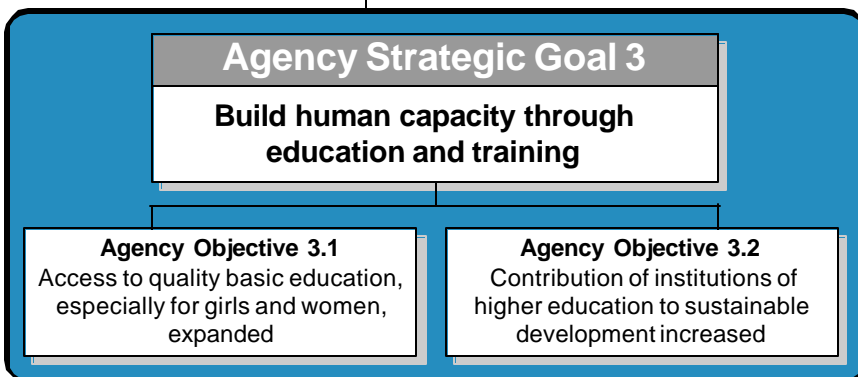 Agency Strategic Goal 3
Build human capacity through
education and training
Agency Objective 3.1
Access to quality basic education,
especially for girls and women,
expanded
Agency Objective 3.2
Contribution of institutions of
higher education to sustainable
development increased